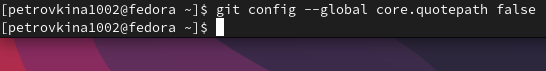 [petrovkina1002@fedora ~]$ git config --global core.quotepath false
[petrovkina1002@fedora ~]$